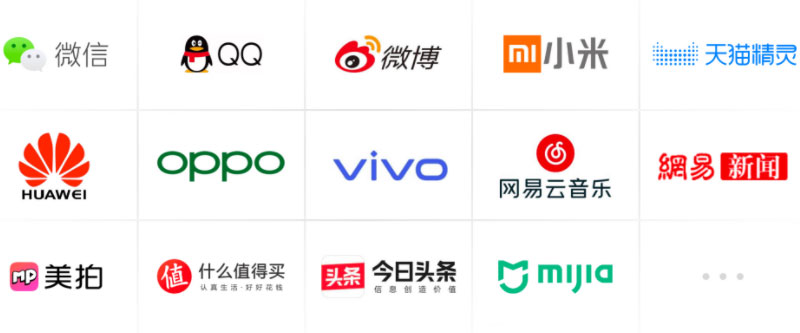 微信
QQ
微博
小米
天猫精灵
HUAWEI
oppo
vivo
网易云音乐
網易 新闻
MP 美拍
值 什么值得买
认真生活·好好花钱
头条 今日头条
信息创造价值
mijia